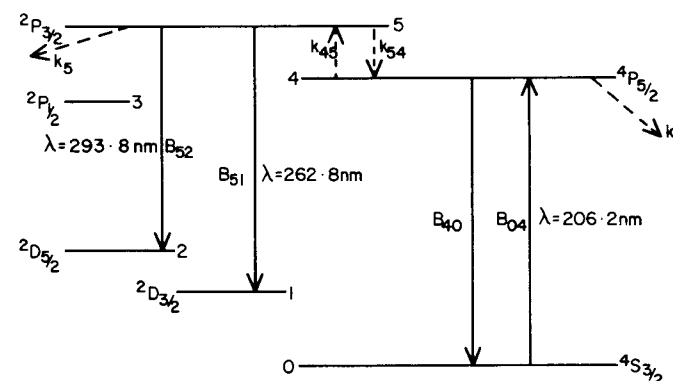 ²P₃/₂ 5
k₅ k₄₅ k₅₄
4 ⁴P₅/₂
²P₁/₂ 3
k
λ=293·8 nm B₅₂
B₅₁ λ=262·8nm
B₄₀ B₀₄ λ=206·2nm
²D₅/₂ 2
²D₃/₂ 1
0 ⁴S₃/₂